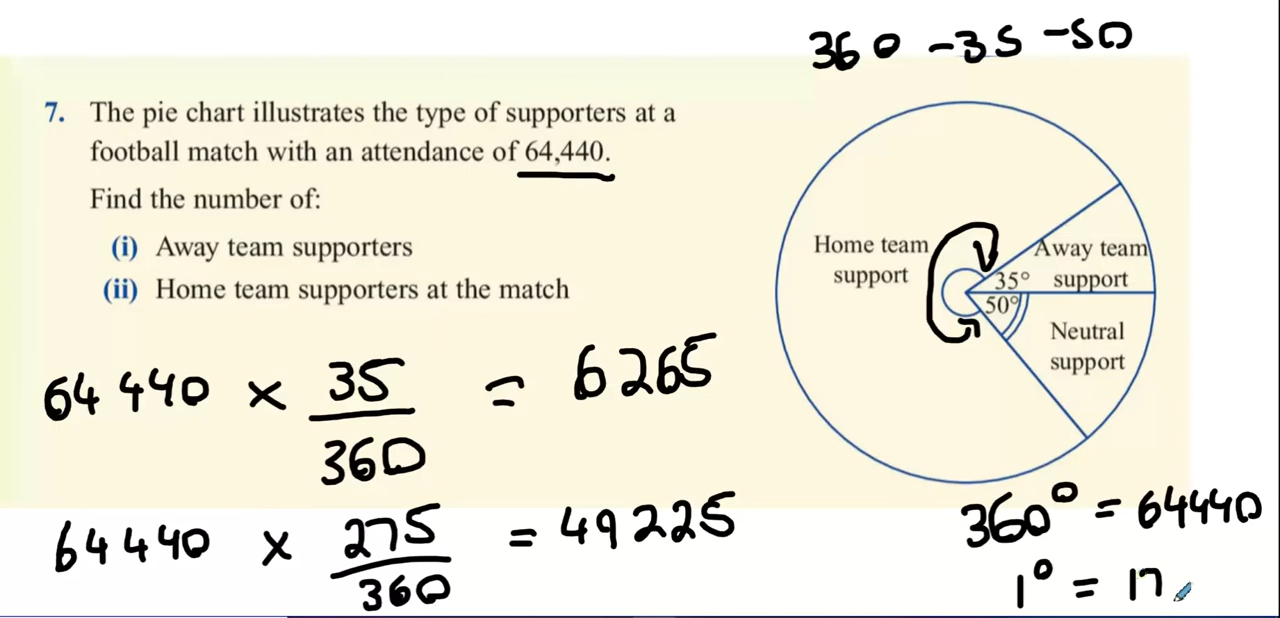 360 -35 -50
7. The pie chart illustrates the type of supporters at a
football match with an attendance of 64,440.
Find the number of:
(i) Away team supporters
(ii) Home team supporters at the match
Home team
support
Away team
35° support
50°
Neutral
support
64 440 × 35/360 = 6265
64 440 × 275/360 = 49225
360° = 64440
1° = 17